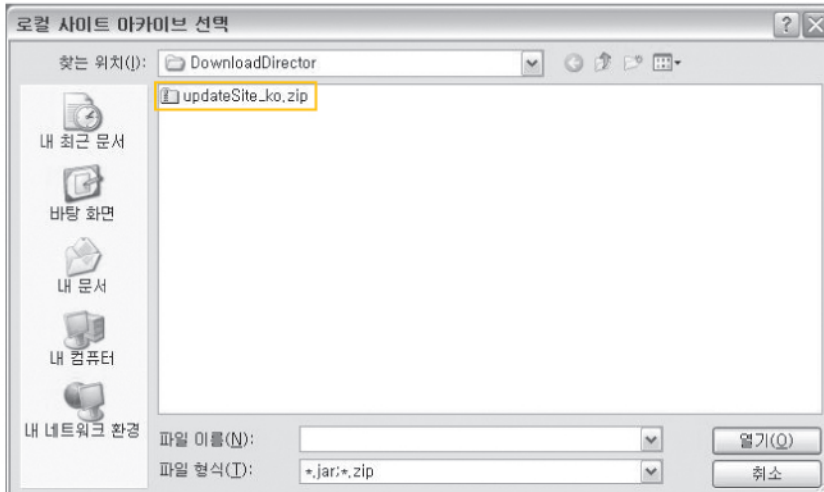 로컬 사이트 아카이브 선택
찾는 위치(I):
DownloadDirector
updateSite_ko.zip
내 최근 문서
바탕 화면
내 문서
내 컴퓨터
내 네트워크 환경
파일 이름(N):
열기(O)
파일 형식(T):
*.jar;*.zip
취소